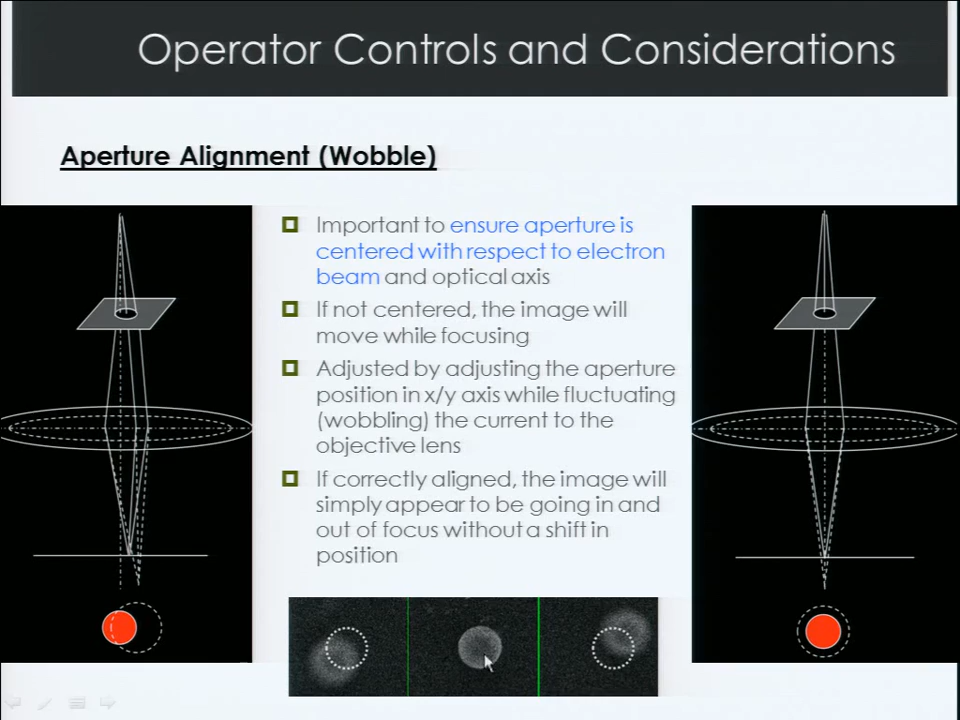 Operator Controls and Considerations
Aperture Alignment (Wobble)
Important to ensure aperture is
centered with respect to electron
beam and optical axis
If not centered, the image will
move while focusing
Adjusted by adjusting the aperture
position in x/y axis while fluctuating
(wobbling) the current to the
objective lens
If correctly aligned, the image will
simply appear to be going in and
out of focus without a shift in
position